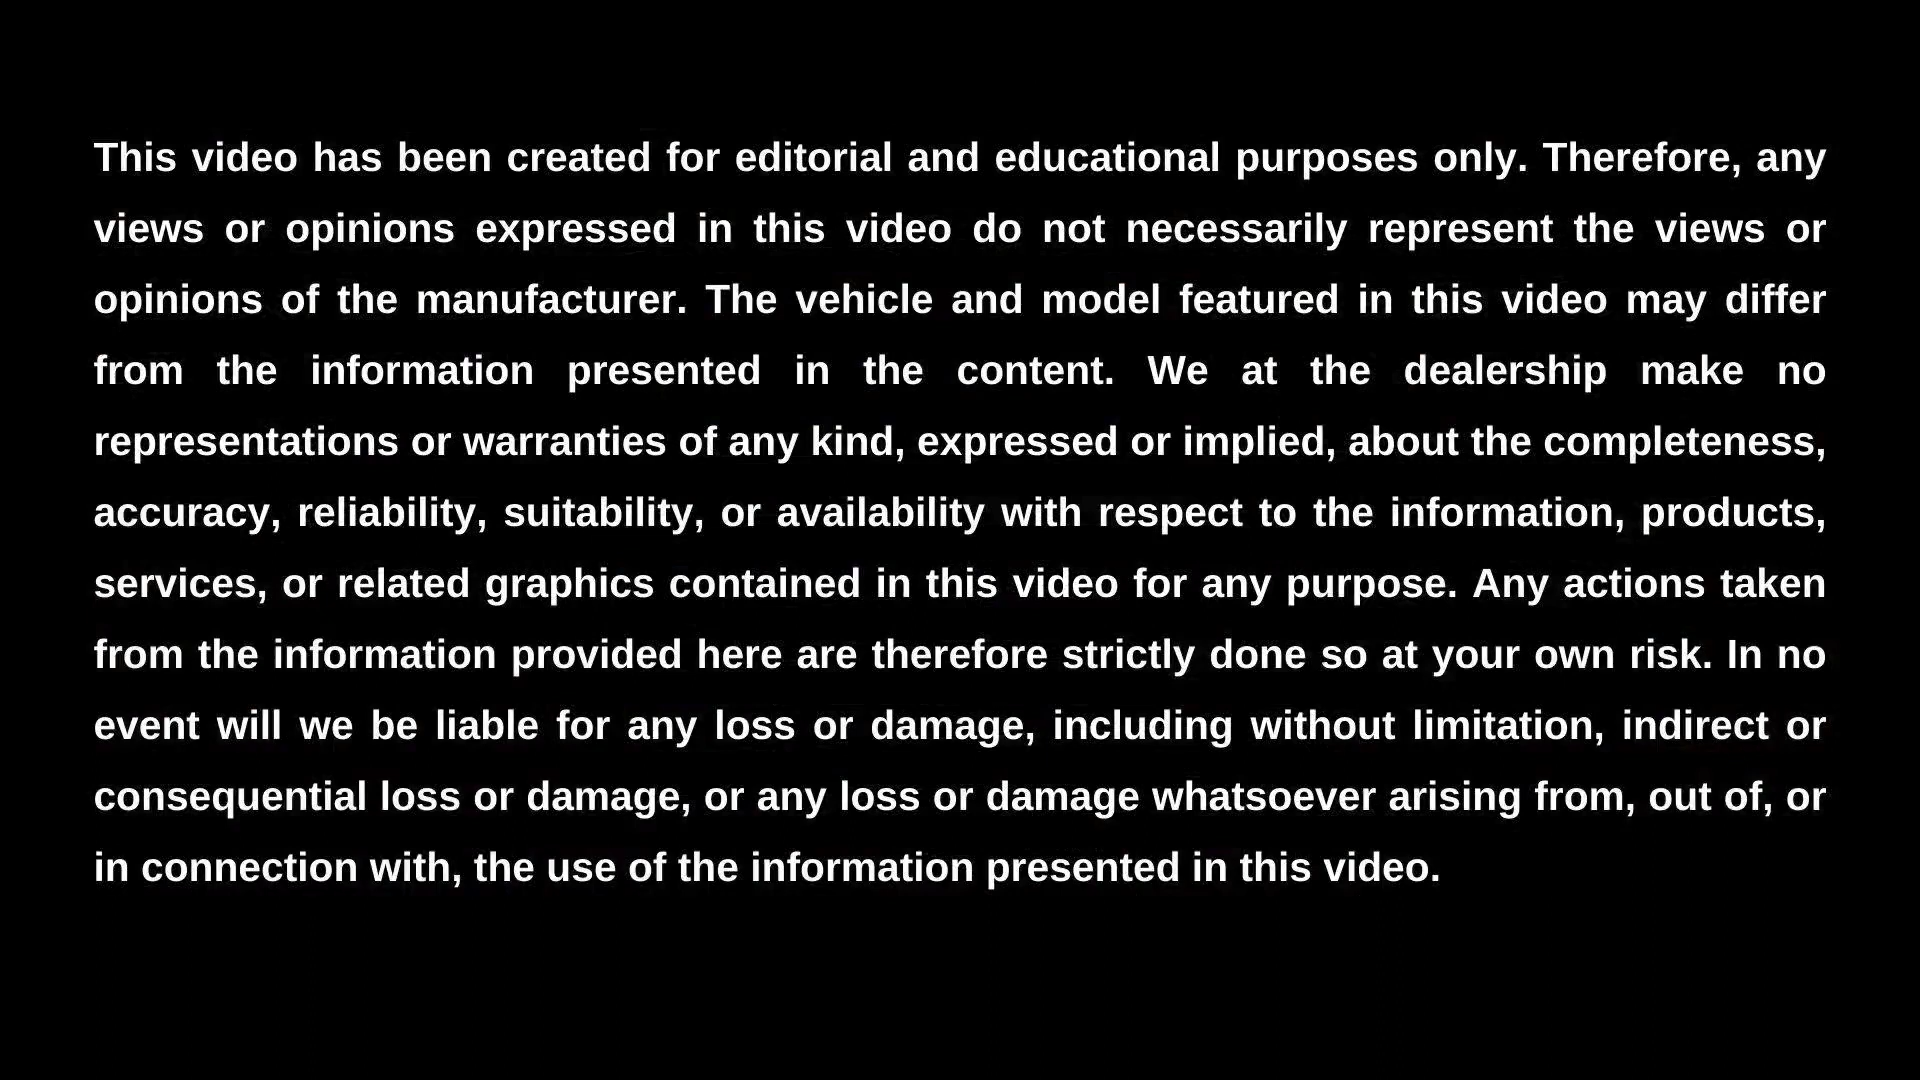 This video has been created for editorial and educational purposes only. Therefore, any
views or opinions expressed in this video do not necessarily represent the views or
opinions of the manufacturer. The vehicle and model featured in this video may differ
from the information presented in the content. We at the dealership make no
representations or warranties of any kind, expressed or implied, about the completeness,
accuracy, reliability, suitability, or availability with respect to the information, products,
services, or related graphics contained in this video for any purpose. Any actions taken
from the information provided here are therefore strictly done so at your own risk. In no
event will we be liable for any loss or damage, including without limitation, indirect or
consequential loss or damage, or any loss or damage whatsoever arising from, out of, or
in connection with, the use of the information presented in this video.